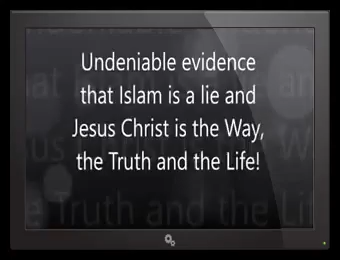 Undeniable evidence
that Islam is a lie and
Jesus Christ is the Way,
the Truth and the Life!